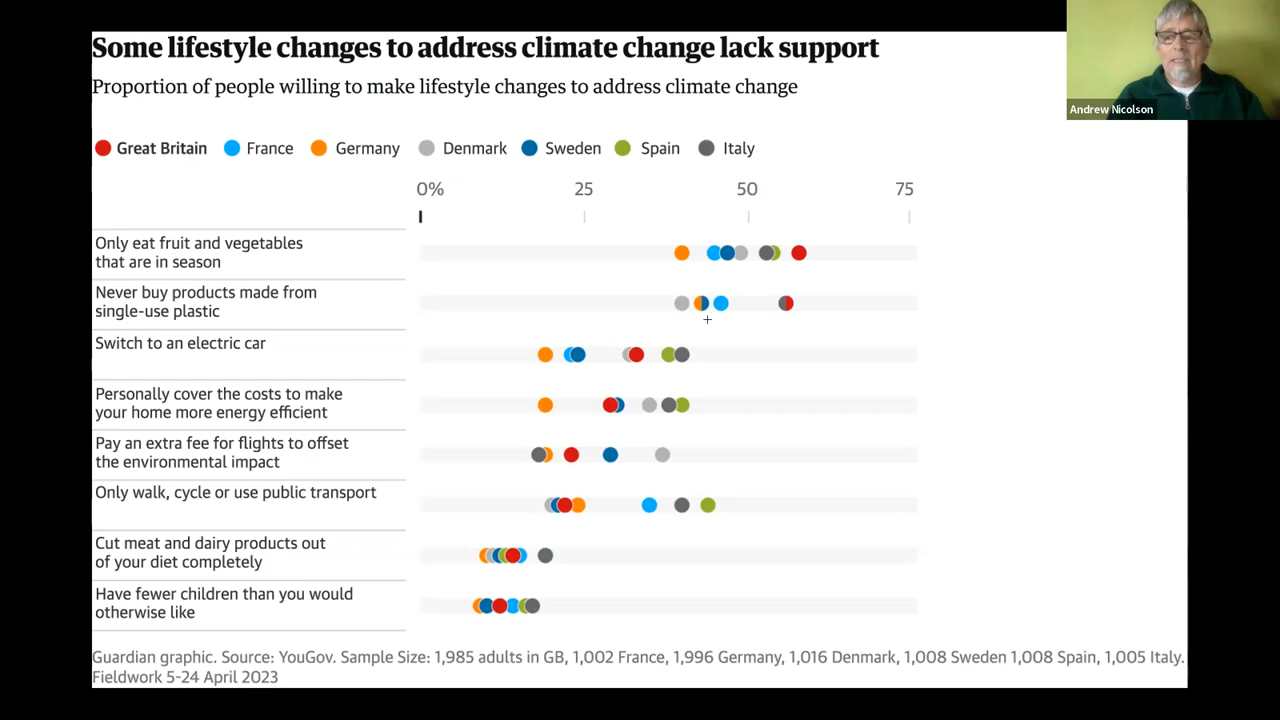 Some lifestyle changes to address climate change lack support
Proportion of people willing to make lifestyle changes to address climate change
Andrew Nicolson
Great Britain France Germany Denmark Sweden Spain Italy
0% 25 50 75
Only eat fruit and vegetables
that are in season
Never buy products made from
single-use plastic
Switch to an electric car
Personally cover the costs to make
your home more energy efficient
Pay an extra fee for flights to offset
the environmental impact
Only walk, cycle or use public transport
Cut meat and dairy products out
of your diet completely
Have fewer children than you would
otherwise like
Guardian graphic. Source: YouGov. Sample Size: 1,985 adults in GB, 1,002 France, 1,996 Germany, 1,016 Denmark, 1,008 Sweden 1,008 Spain, 1,005 Italy.
Fieldwork 5-24 April 2023